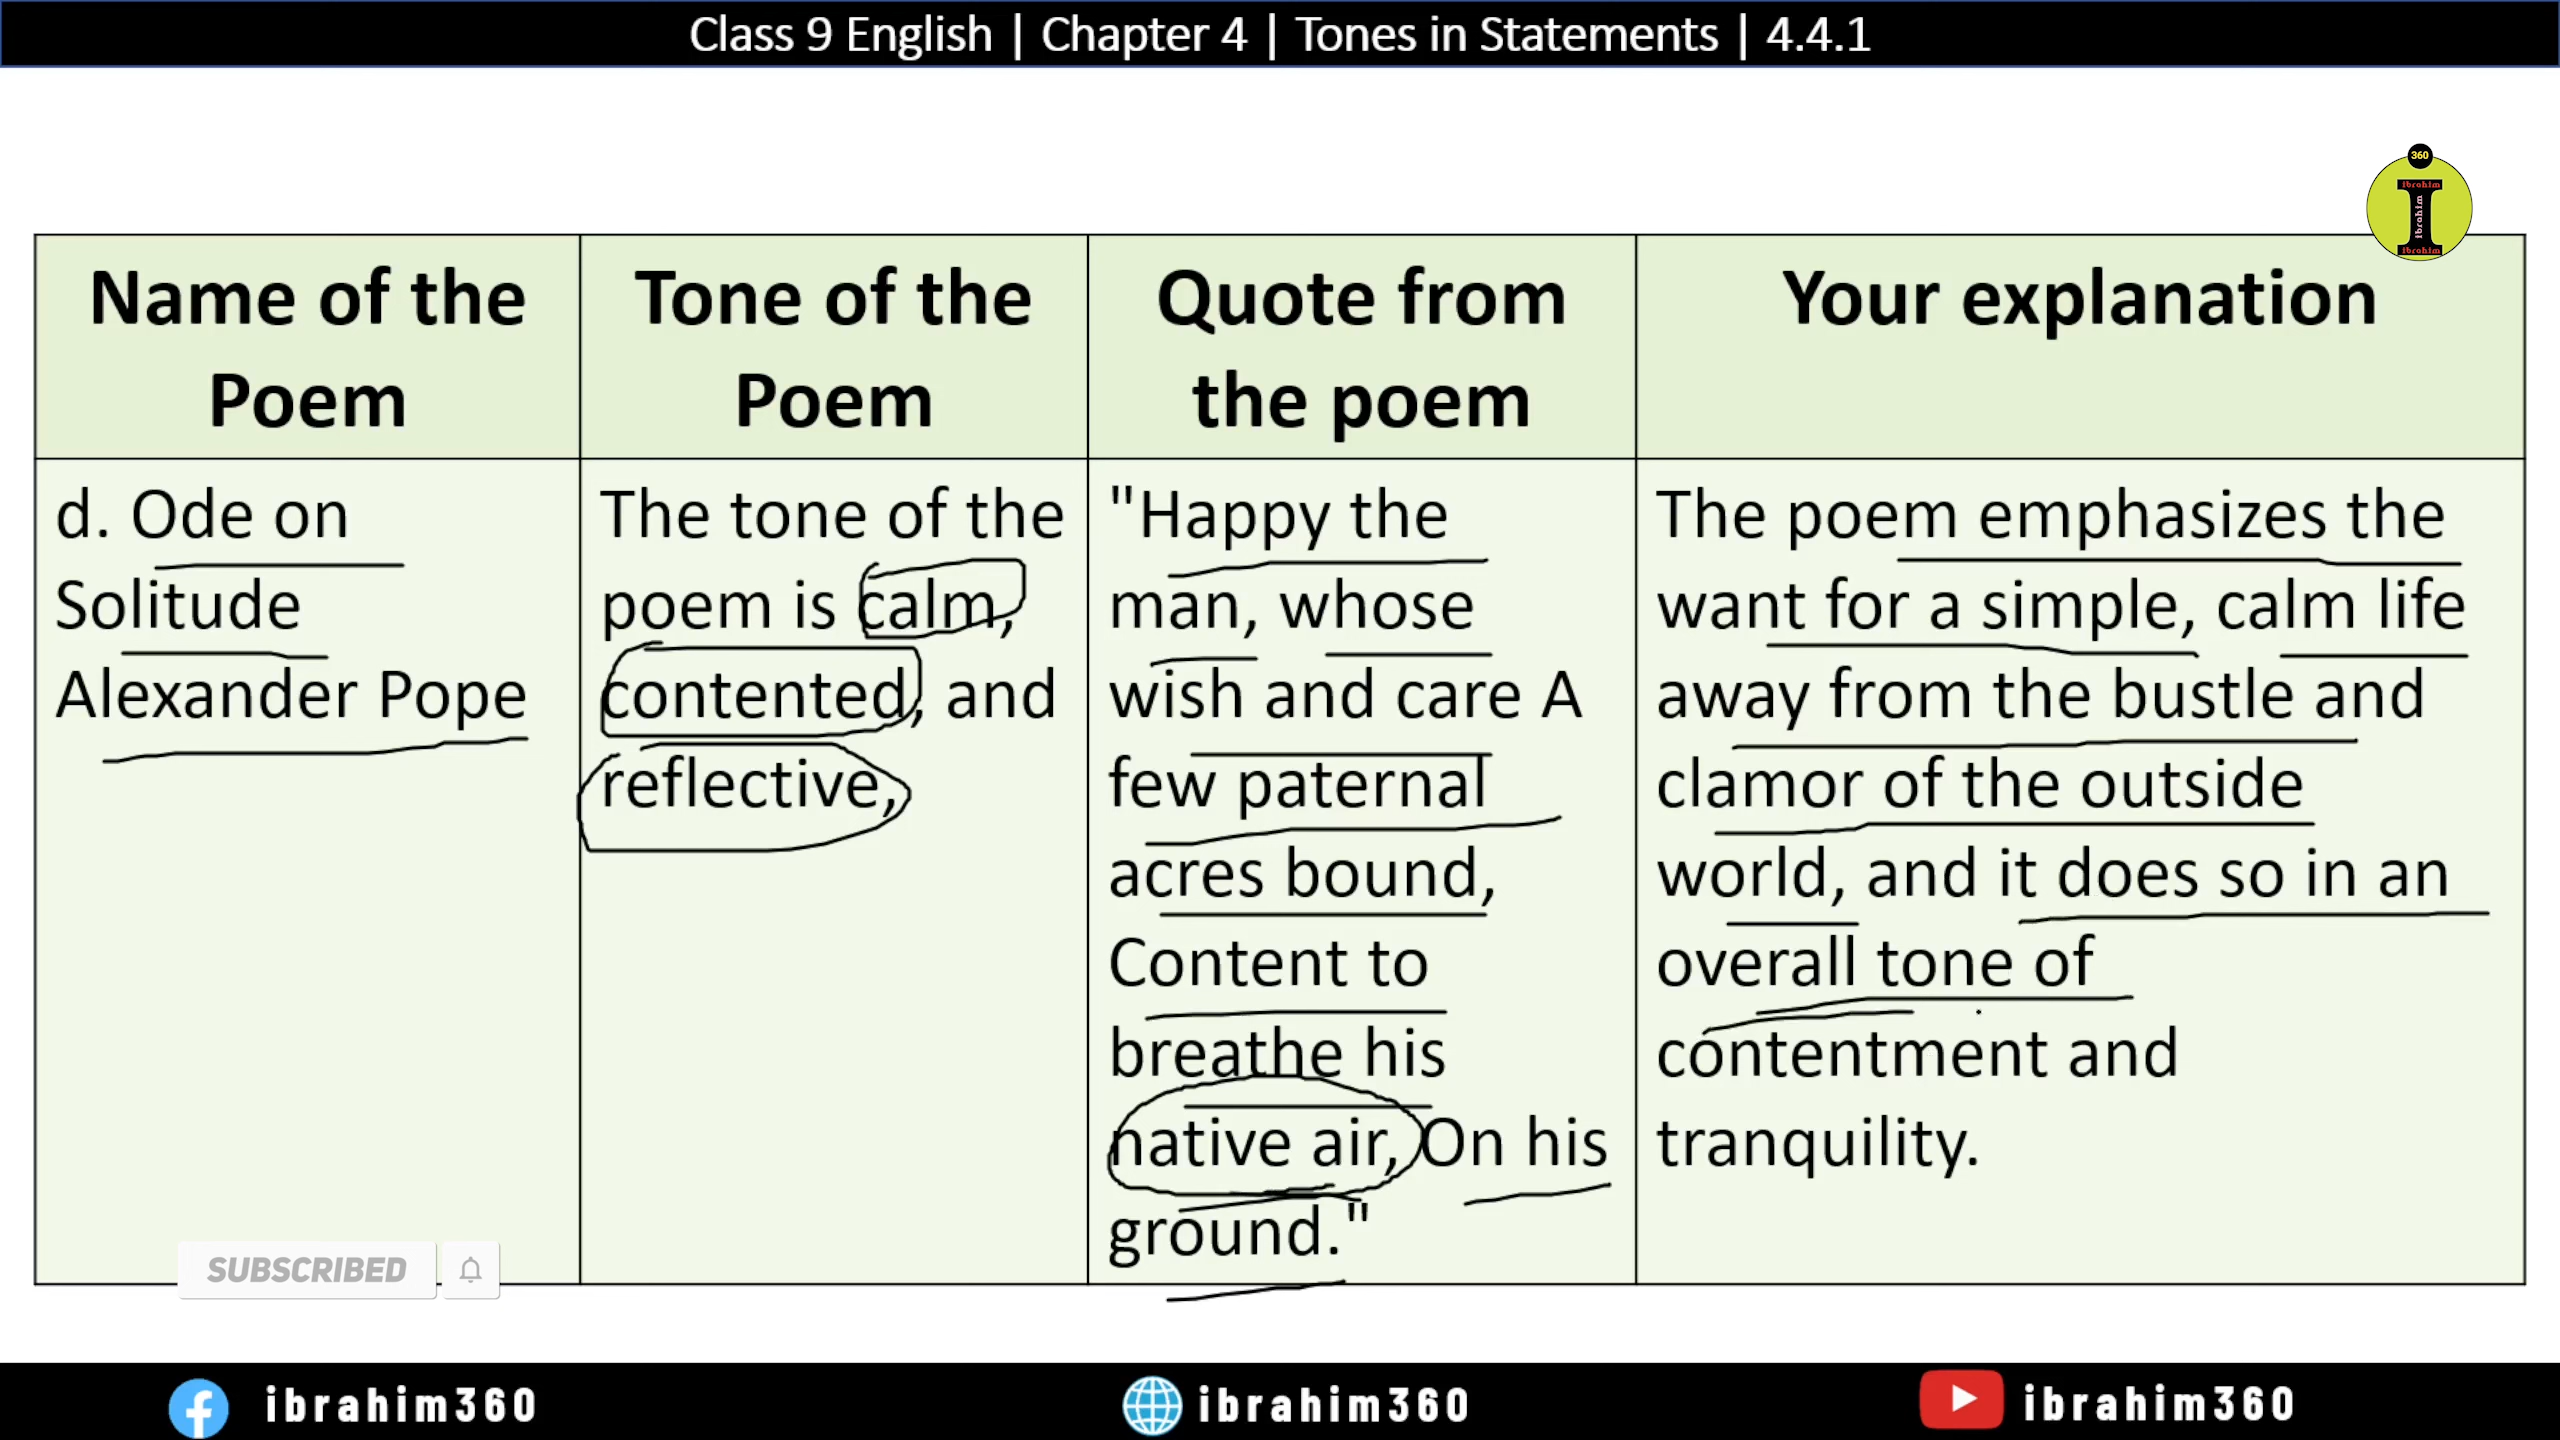 Class 9 English | Chapter 4 | Tones in Statements | 4.4.1
360
ibrahim
ibrahim
ibrahim
Name of the
Poem
Tone of the
Poem
Quote from
the poem
Your explanation
d. Ode on
Solitude
Alexander Pope
The tone of the
poem is calm,
contented, and
reflective,
"Happy the
man, whose
wish and care A
few paternal
acres bound,
Content to
breathe his
native air, On his
ground."
The poem emphasizes the
want for a simple, calm life
away from the bustle and
clamor of the outside
world, and it does so in an
overall tone of
contentment and
tranquility.
SUBSCRIBED
ibrahim360
ibrahim360
ibrahim360